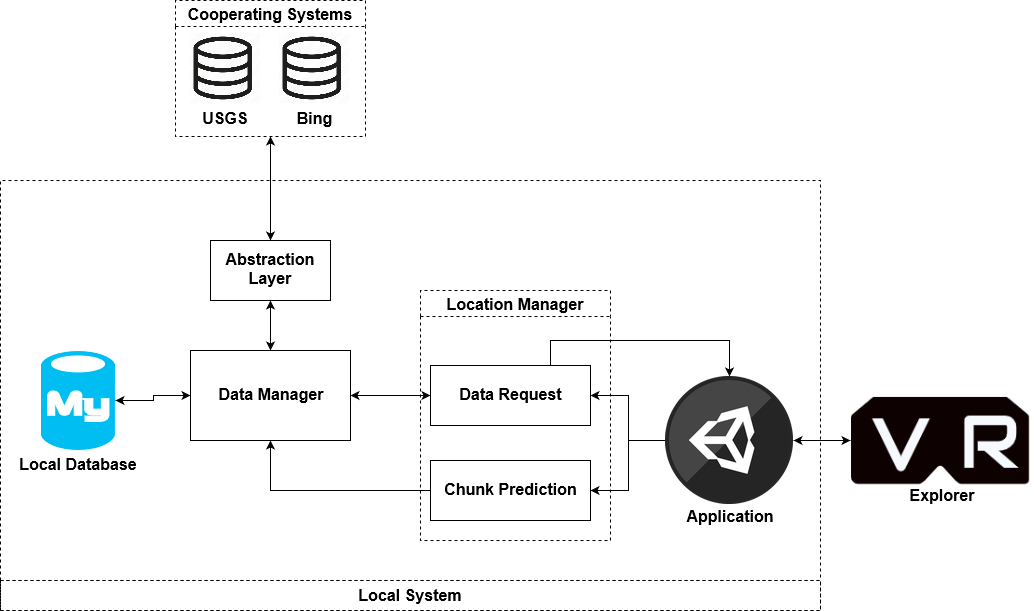 Cooperating Systems
USGS
Bing
Abstraction
Layer
Location Manager
Data Manager
Data Request
My
VR
Local Database
Chunk Prediction
Explorer
Application
Local System